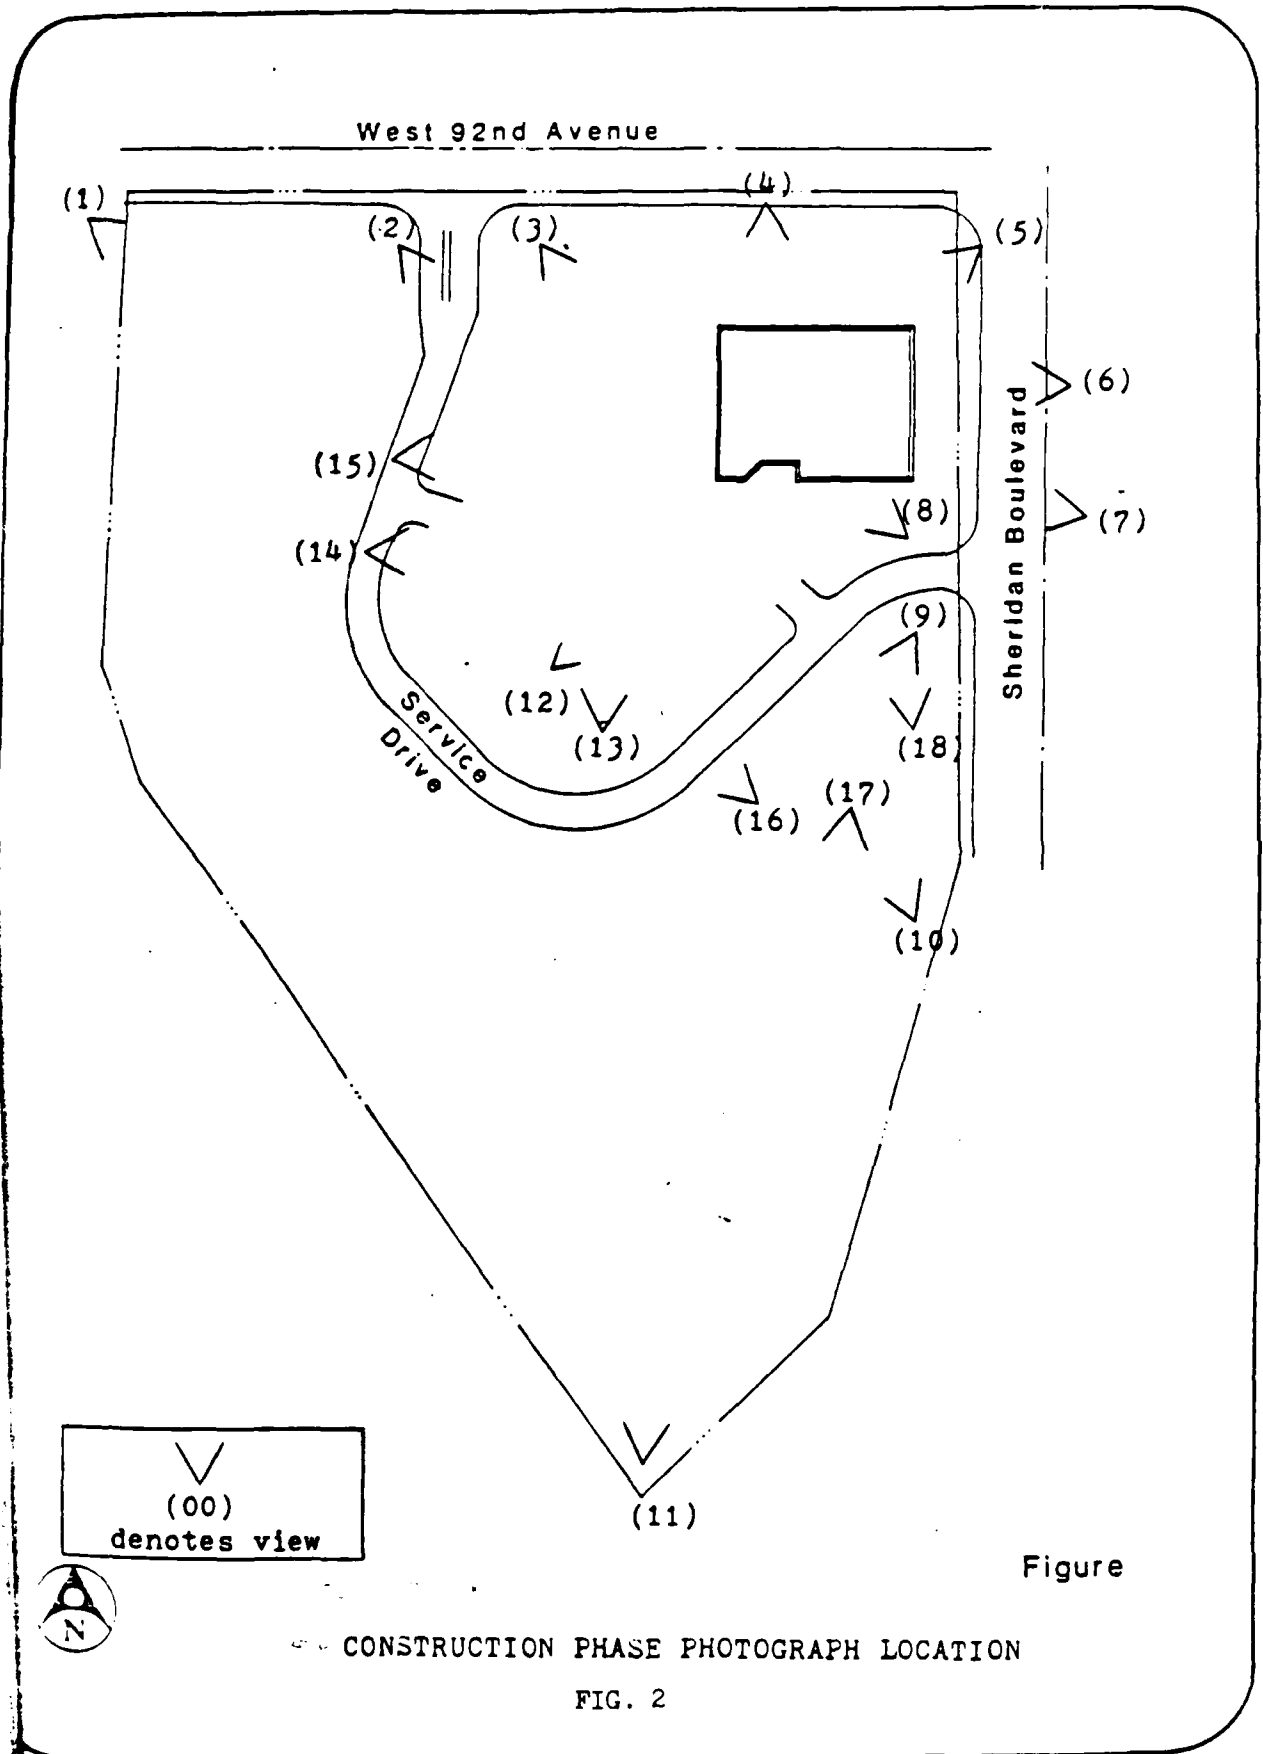 West 92nd Avenue
(1)
(2)
(3)
(4)
(5)
(6)
(7)
(8)
(9)
(10)
(11)
(12)
(13)
(14)
(15)
(16)
(17)
(18)
Sheridan Boulevard
Service
Drive
(00)
denotes view
N
Figure
CONSTRUCTION PHASE PHOTOGRAPH LOCATION
FIG. 2